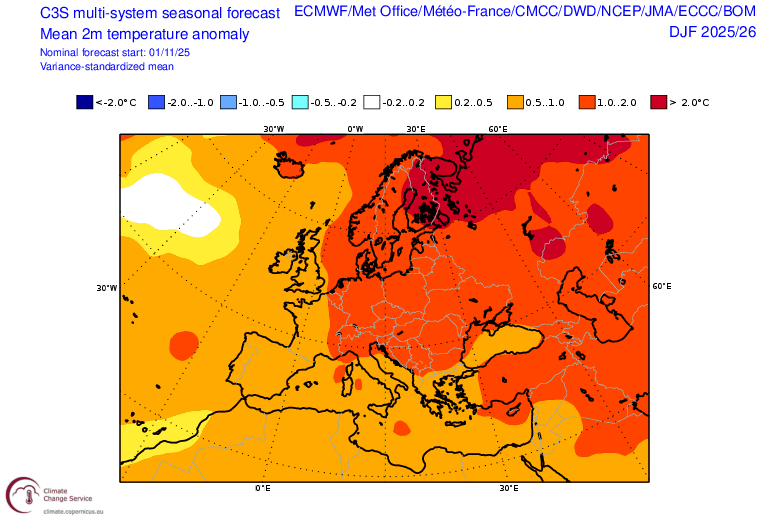 C3S multi-system seasonal forecast ECMWF/Met Office/Météo-France/CMCC/DWD/NCEP/JMA/ECCC/BOM
Mean 2m temperature anomaly DJF 2025/26
Nominal forecast start: 01/11/25
Variance-standardized mean
<-2.0°C -2.0..-1.0 -1.0..-0.5 -0.5..-0.2 -0.2..0.2 0.2..0.5 0.5..1.0 1.0..2.0 > 2.0°C
30°W 0°W 30°E 60°E
30°W 60°E
0°E 30°E
Climate
Change Service
climate.copernicus.eu